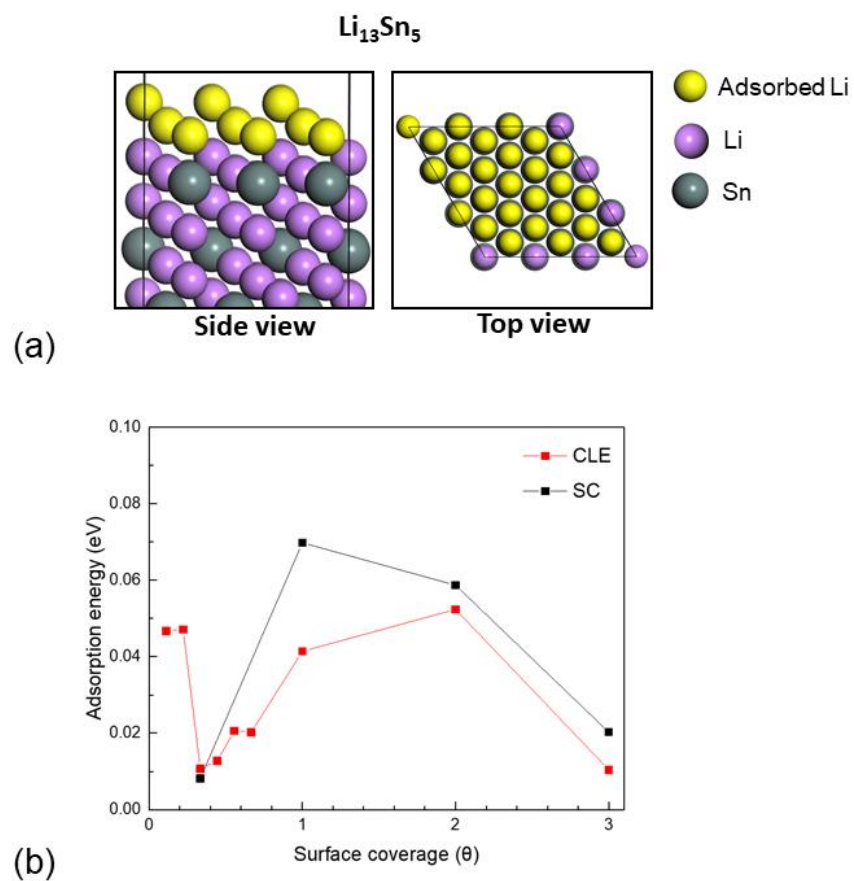 Li₁₃Sn₅
Adsorbed Li
Li
Sn
Side view
Top view
(a)
0.10
0.08
0.06
0.04
0.02
0.00
Adsorption energy (eV)
CLE
SC
0
1
2
3
Surface coverage (θ)
(b)